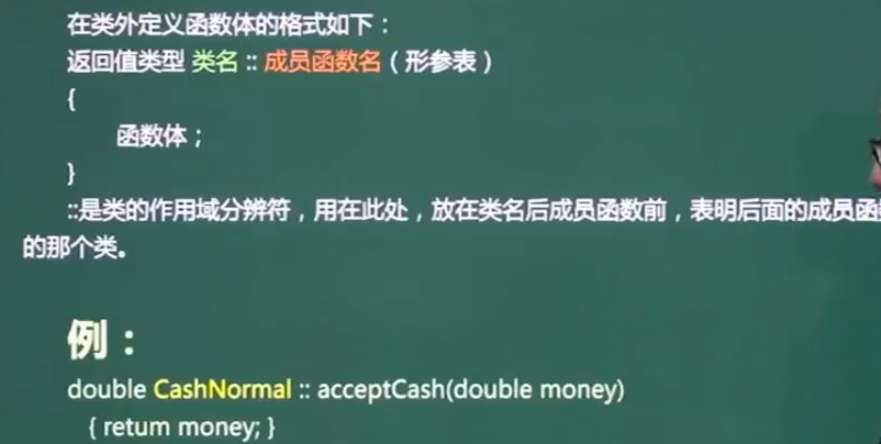 在类外定义函数体的格式如下：
返回值类型 类名 :: 成员函数名（形参表）
{
函数体；
}
::是类的作用域分辨符，用在此处，放在类名后成员函数前，表明后面的成员函
的那个类。
例：
double CashNormal :: acceptCash(double money)
{ retum money; }